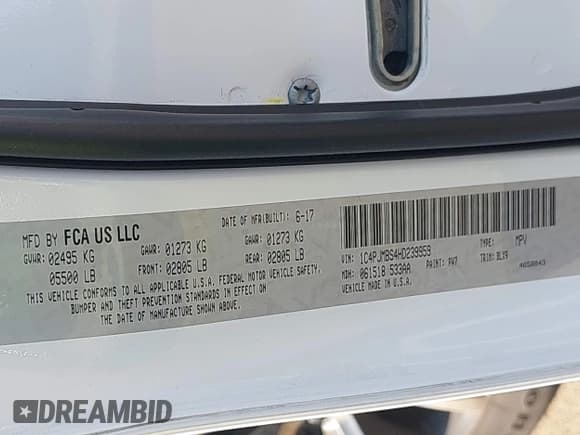 MFD BY FCA US LLC
DATE OF MFR(BUILT): 6-17
GVWR: 02495 KG
GAWR: 01273 KG
GAWR: 01273 KG
05500 LB
FRONT: 02805 LB
REAR: 02805 LB
THIS VEHICLE CONFORMS TO ALL APPLICABLE U.S.A. FEDERAL MOTOR VEHICLE SAFETY,
BUMPER AND THEFT PREVENTION STANDARDS IN EFFECT ON
THE DATE OF MANUFACTURE SHOWN ABOVE.
VIN: 1C4PJMBS4HD239959
TYPE: MPV
MDH: 061518 533AA
PAINT: PW7
TRIM: BLX9
VEHICLE MADE IN U.S.A.
DREAMBID